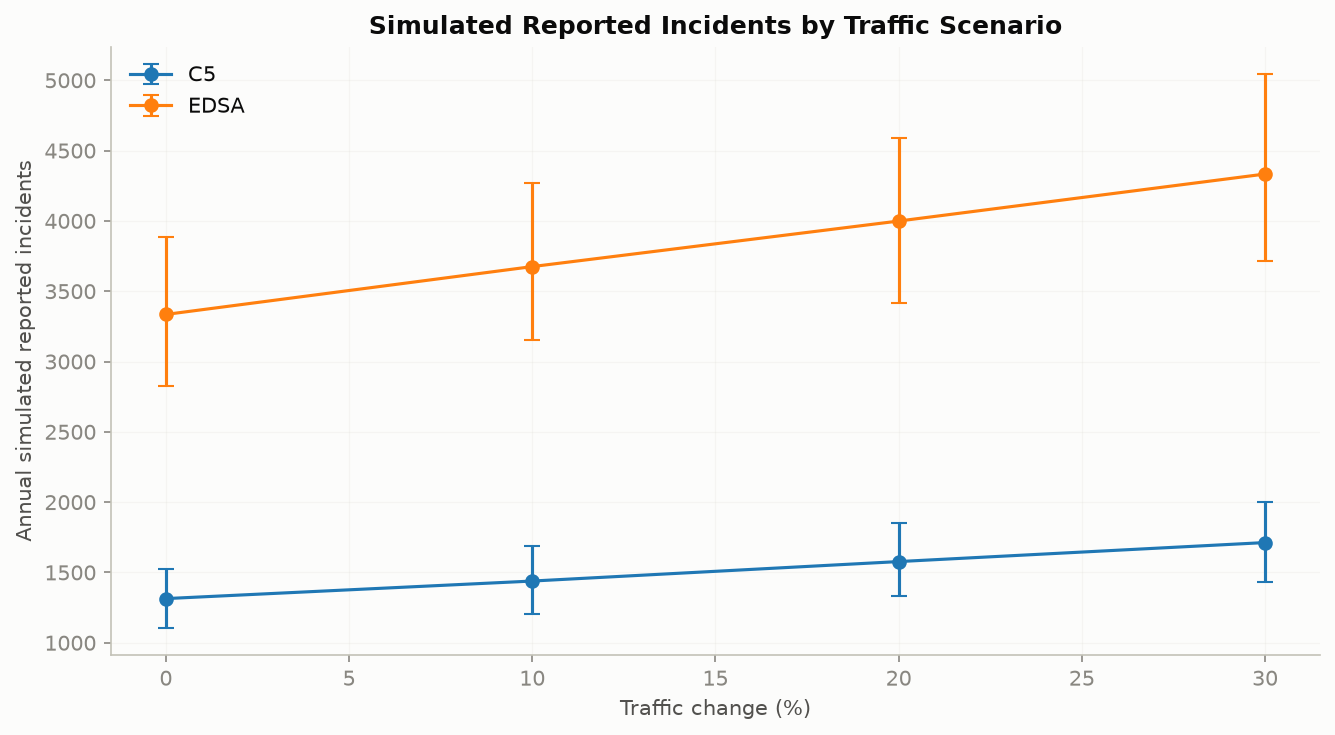 Simulated Reported Incidents by Traffic Scenario
C5
EDSA
Annual simulated reported incidents
5000
4500
4000
3500
3000
2500
2000
1500
1000
0 5 10 15 20 25 30
Traffic change (%)